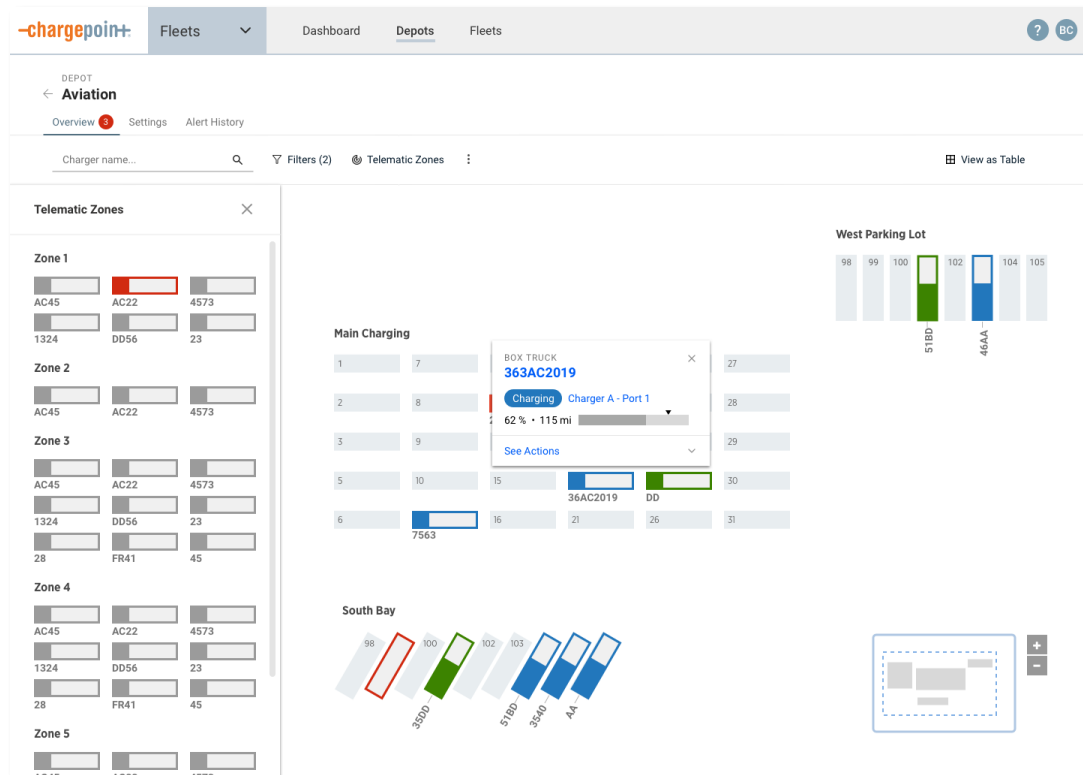 -chargepoin+.
Fleets
Dashboard
Depots
Fleets
?
BC
DEPOT
← Aviation
Overview 3
Settings
Alert History
Charger name...
Filters (2)
Telematic Zones
View as Table
Telematic Zones
Zone 1
AC45 AC22 4573
1324 DD56 23
Zone 2
AC45 AC22 4573
Zone 3
AC45 AC22 4573
1324 DD56 23
28 FR41 45
Zone 4
AC45 AC22 4573
1324 DD56 23
28 FR41 45
Zone 5
West Parking Lot
98 99 100 102 104 105
51BD 46AA
Main Charging
1 7 27
2 8 28
3 9 29
5 10 15 30
36AC2019 DD
6 16 21 26 31
7563
BOX TRUCK
363AC2019
Charging Charger A - Port 1
62 % • 115 mi
See Actions
South Bay
98 100 102 103
35DD 51BD 3540 AA
+
-